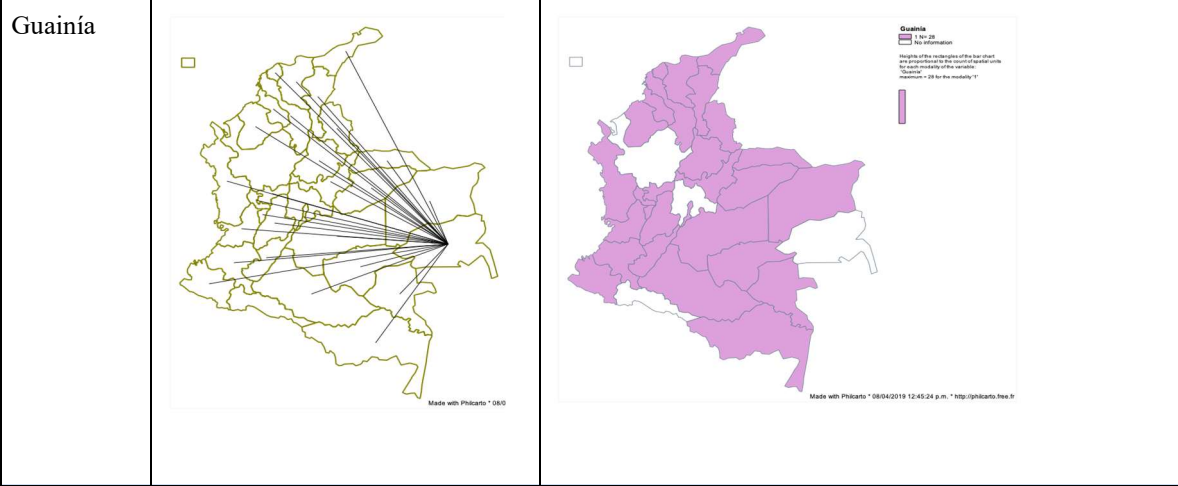 Guainía
Made with Philcarto * 08/0
Guainia
1 N= 28
No information
Heights of the rectangles of the bar chart
are proportional to the count of spatial units
for each modality of the variable:
'Guainia'
maximum = 28 for the modality '1'
Made with Philcarto * 08/04/2019 12:45:24 p.m. * http://philcarto.free.fr